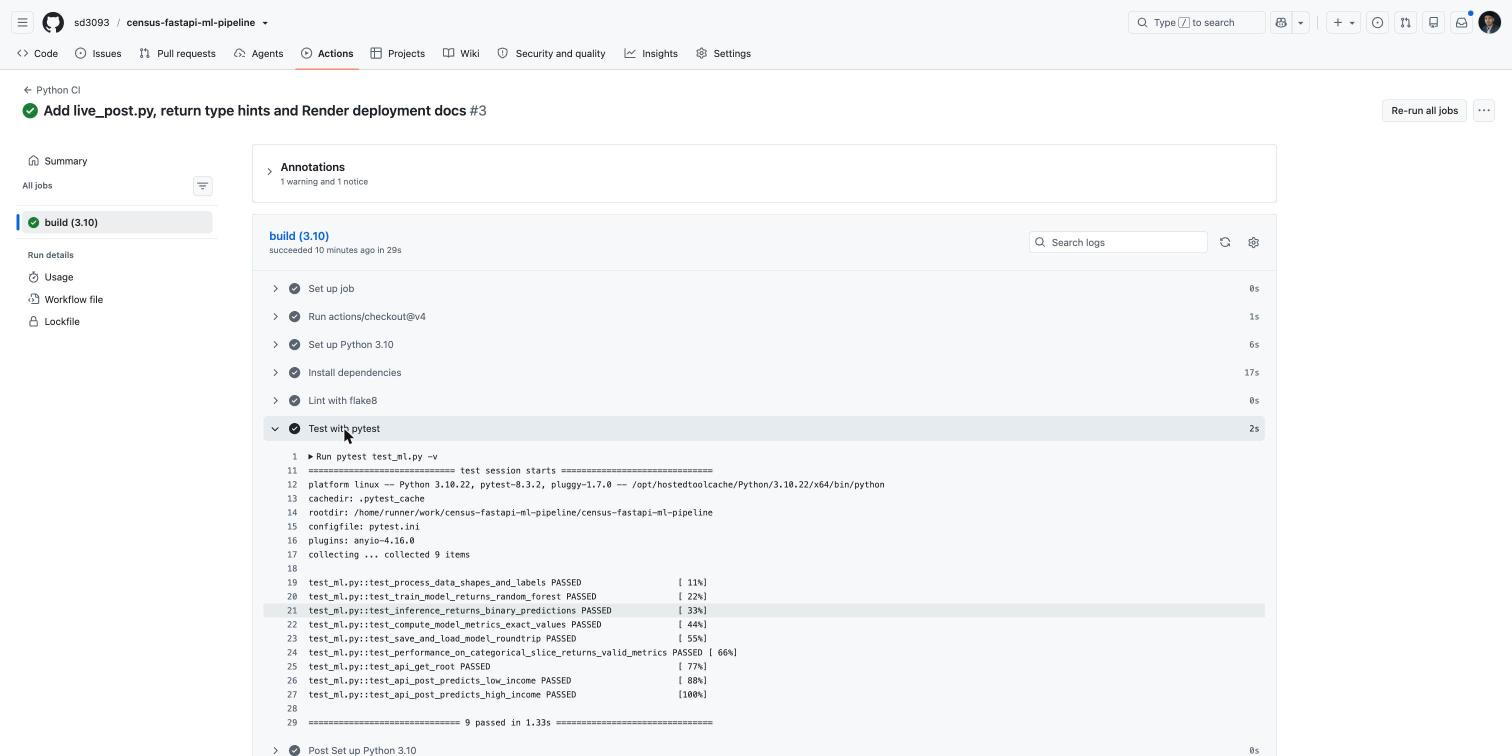 sd3093 / census-fastapi-ml-pipeline
Type / to search
Code Issues Pull requests Agents Actions Projects Wiki Security and quality Insights Settings
Python CI
Add live_post.py, return type hints and Render deployment docs #3
Re-run all jobs
Summary
All jobs
build (3.10)
Run details
Usage
Workflow file
Lockfile
Annotations
1 warning and 1 notice
build (3.10)
succeeded 10 minutes ago in 29s
Search logs
Set up job 0s
Run actions/checkout@v4 1s
Set up Python 3.10 6s
Install dependencies 17s
Lint with flake8 0s
Test with pytest 2s
1 Run pytest test_ml.py -v
11 ============================= test session starts ==============================
12 platform linux -- Python 3.10.22, pytest-8.3.2, pluggy-1.7.0 -- /opt/hostedtoolcache/Python/3.10.22/x64/bin/python
13 cachedir: .pytest_cache
14 rootdir: /home/runner/work/census-fastapi-ml-pipeline/census-fastapi-ml-pipeline
15 configfile: pytest.ini
16 plugins: anyio-4.16.0
17 collecting ... collected 9 items
18
19 test_ml.py::test_process_data_shapes_and_labels PASSED [ 11%]
20 test_ml.py::test_train_model_returns_random_forest PASSED [ 22%]
21 test_ml.py::test_inference_returns_binary_predictions PASSED [ 33%]
22 test_ml.py::test_compute_model_metrics_exact_values PASSED [ 44%]
23 test_ml.py::test_save_and_load_model_roundtrip PASSED [ 55%]
24 test_ml.py::test_performance_on_categorical_slice_returns_valid_metrics PASSED [ 66%]
25 test_ml.py::test_api_get_root PASSED [ 77%]
26 test_ml.py::test_api_post_predicts_low_income PASSED [ 88%]
27 test_ml.py::test_api_post_predicts_high_income PASSED [100%]
28
29 ============================== 9 passed in 1.33s ===============================
Post Set up Python 3.10 0s